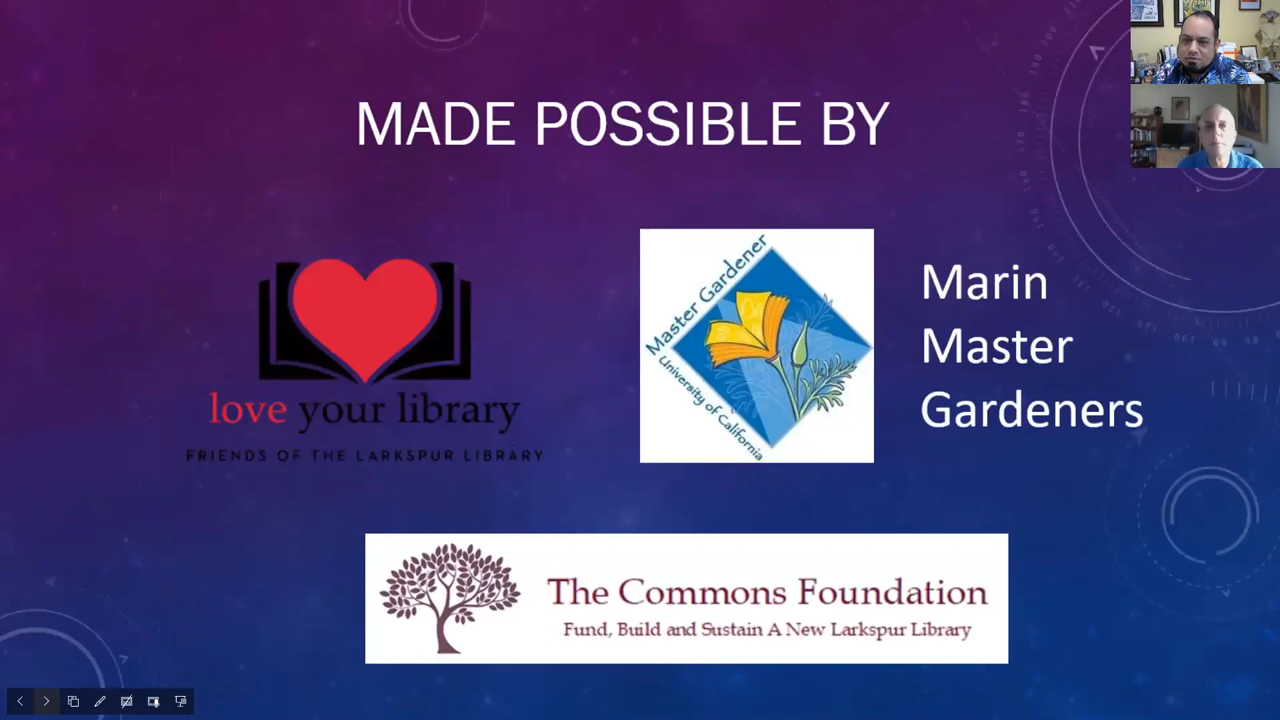 MADE POSSIBLE BY
love your library
FRIENDS OF THE LARKSPUR LIBRARY
Master Gardener
University of California
Marin
Master
Gardeners
The Commons Foundation
Fund, Build and Sustain A New Larkspur Library